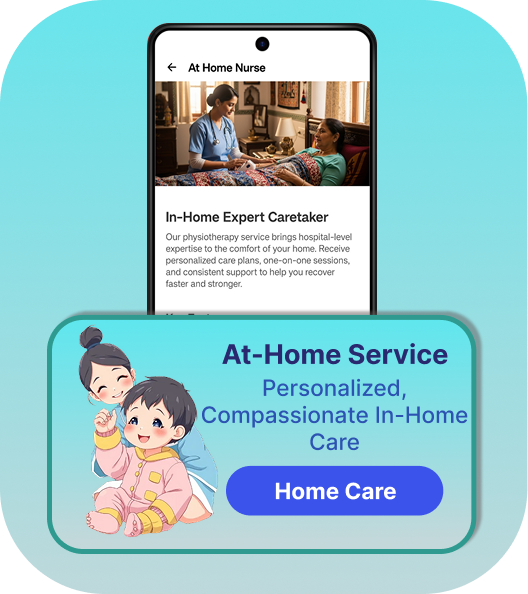 At Home Nurse
In-Home Expert Caretaker
Our physiotherapy service brings hospital-level
expertise to the comfort of your home. Receive
personalized care plans, one-on-one sessions,
and consistent support to help you recover
faster and stronger.
At-Home Service
Personalized,
Compassionate In-Home
Care
Home Care